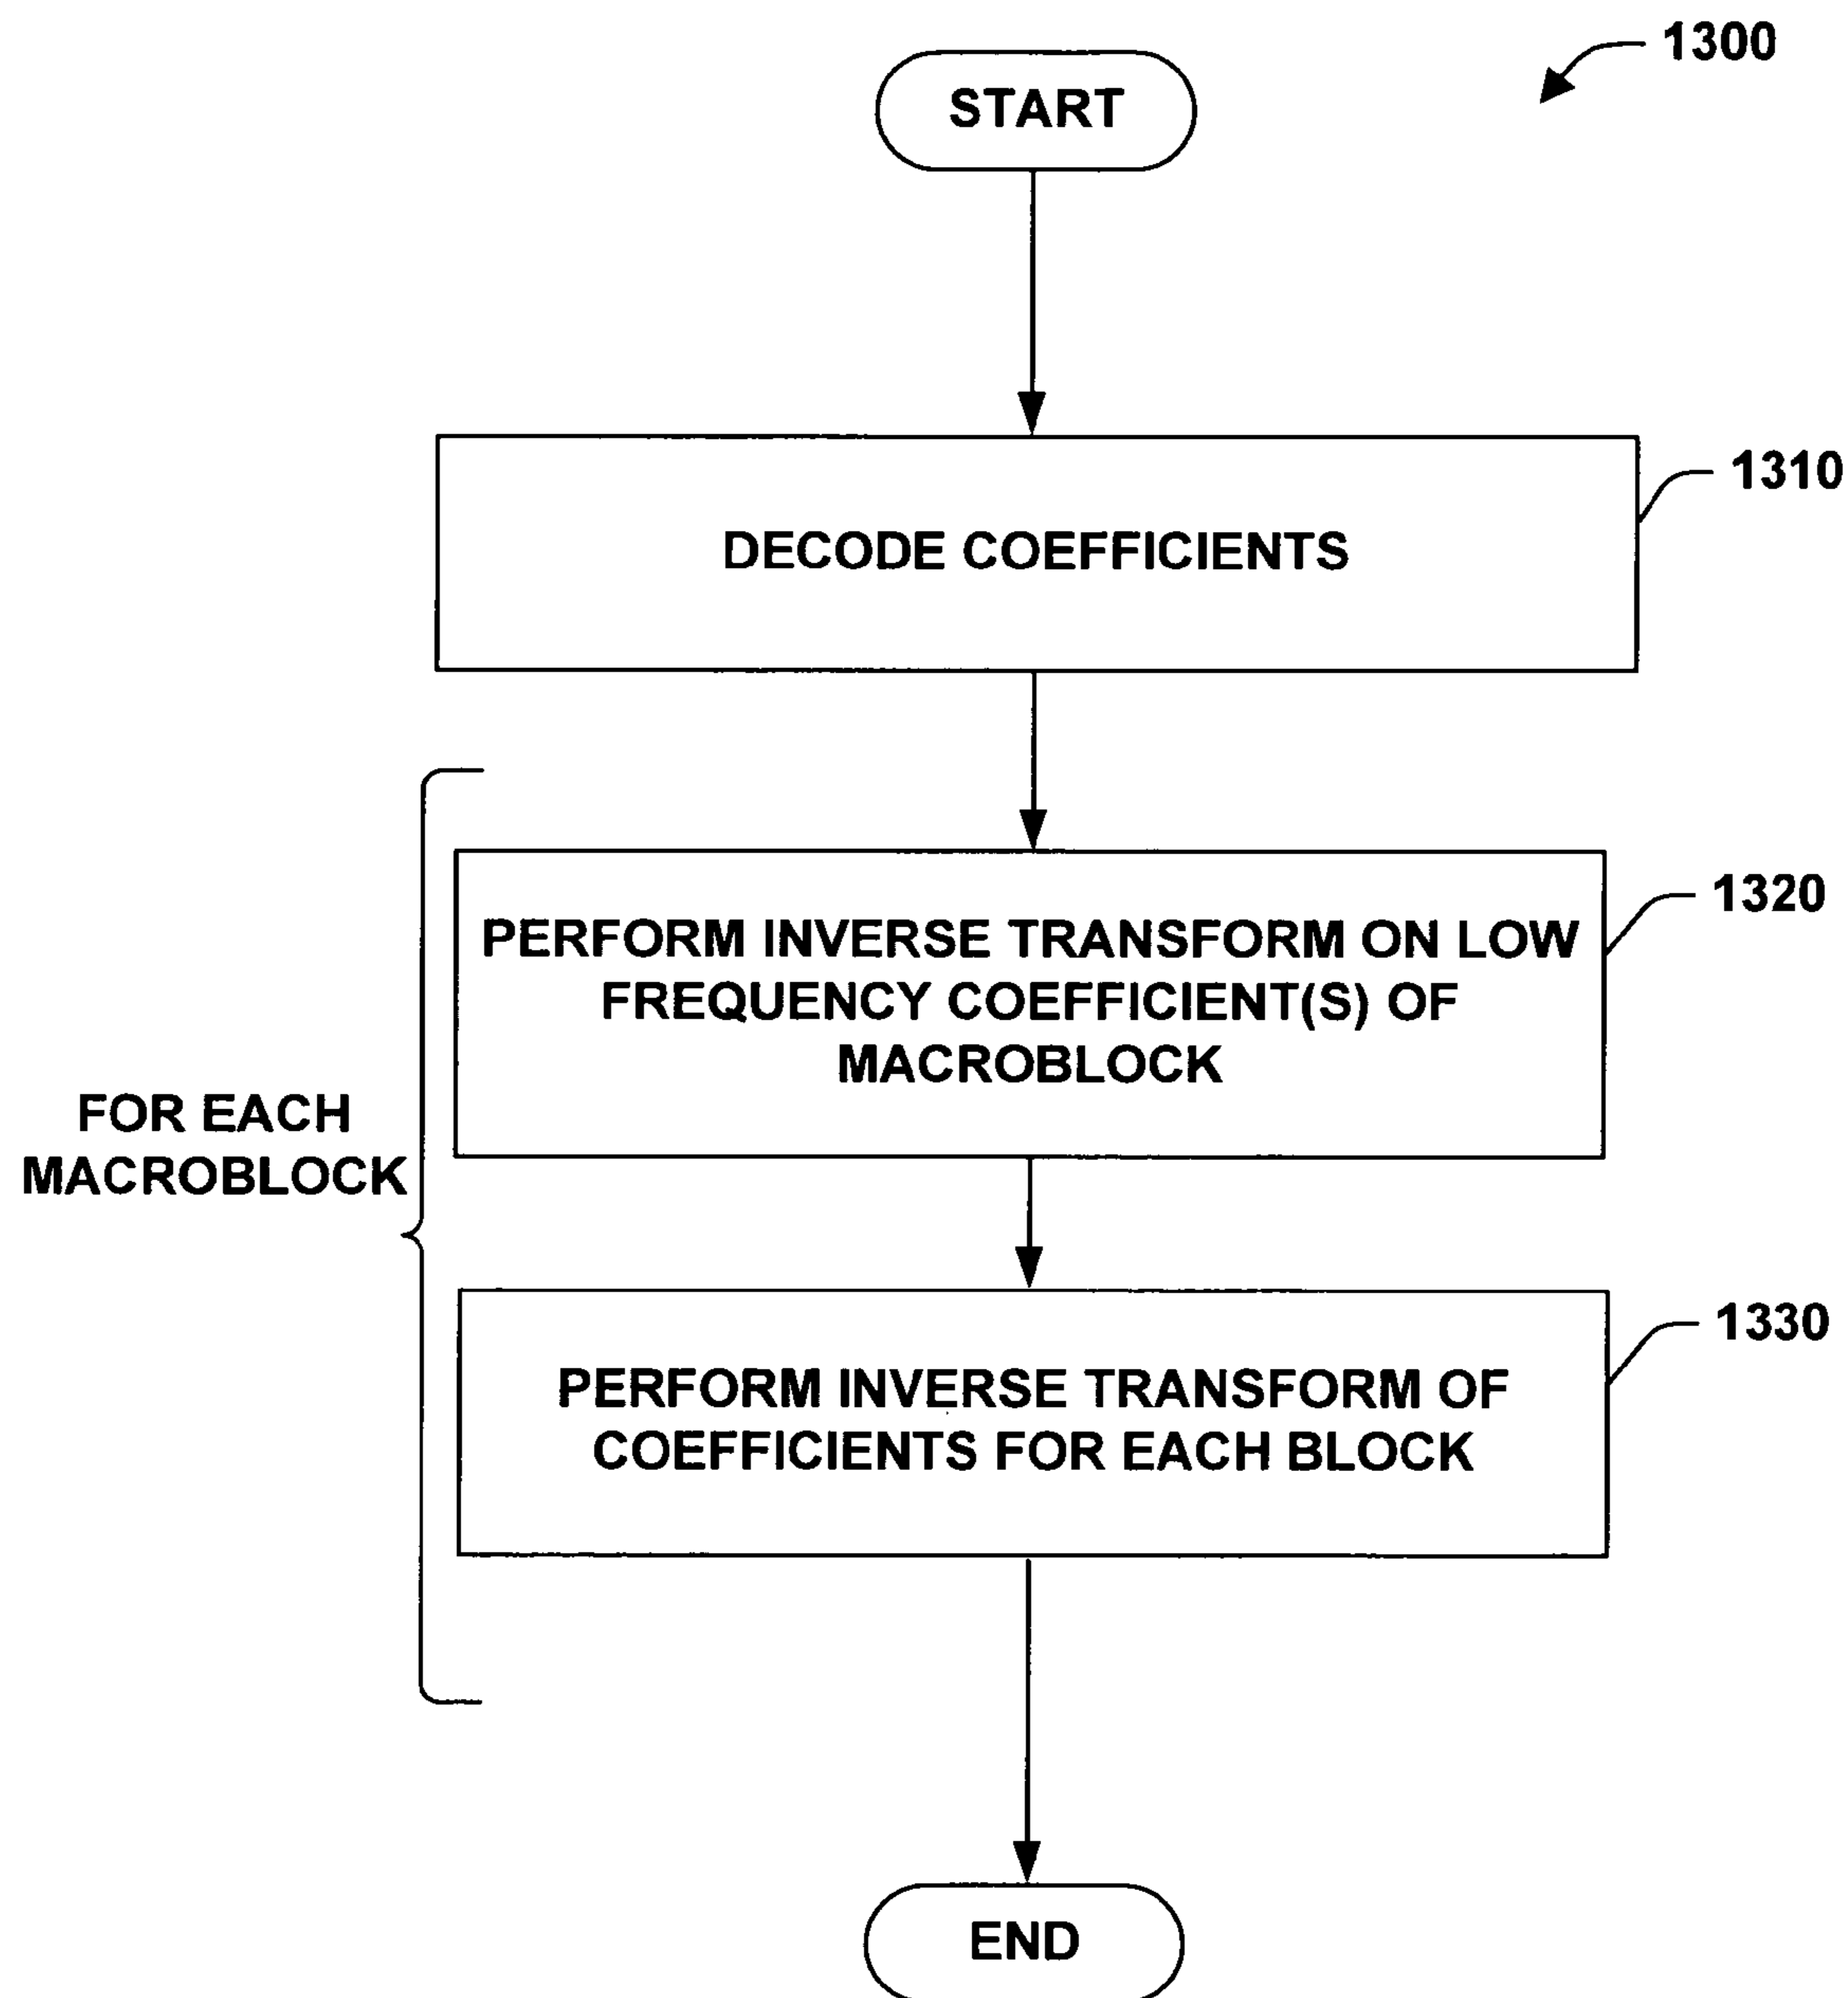 1300
START
1310
DECODE COEFFICIENTS
1320
PERFORM INVERSE TRANSFORM ON LOW
FREQUENCY COEFFICIENT(S) OF
MACROBLOCK
FOR EACH
MACROBLOCK
1330
PERFORM INVERSE TRANSFORM OF
COEFFICIENTS FOR EACH BLOCK
END